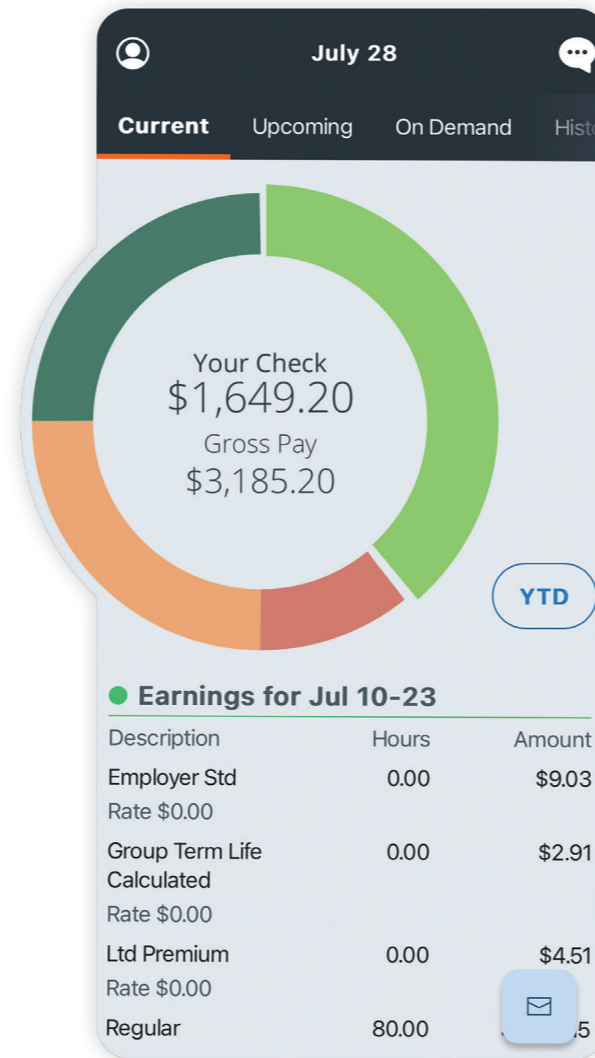 July 28
Current Upcoming On Demand
Your Check
$1,649.20
Gross Pay
$3,185.20
YTD
Earnings for Jul 10-23
Description Hours Amount
Employer Std 0.00 $9.03
Rate $0.00
Group Term Life 0.00 $2.91
Calculated
Rate $0.00
Ltd Premium 0.00 $4.51
Rate $0.00
Regular 80.00